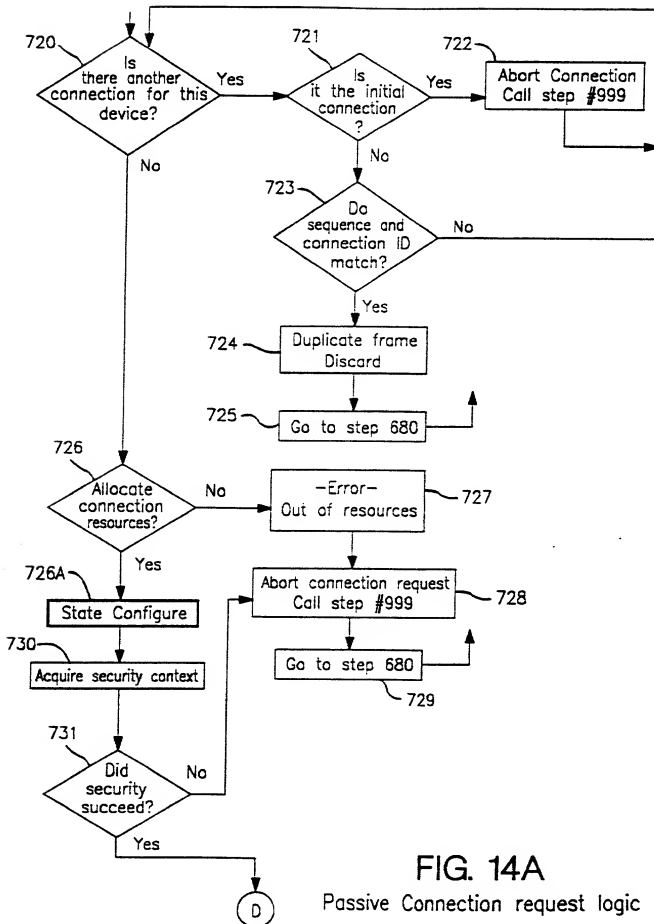 720
Is
there another
connection for this
device?
Yes
No
721
Is
it the initial
connection
?
Yes
No
722
Abort Connection
Call step #999
723
Do
sequence and
connection ID
match?
No
Yes
724
Duplicate frame
Discard
725
Go to step 680
726
Allocate
connection
resources?
No
Yes
-Error-
Out of resources
727
726A
State Configure
Abort connection request
Call step #999
728
730
Acquire security context
Go to step 680
729
731
Did
security
succeed?
No
Yes
D
FIG. 14A
Passive Connection request logic